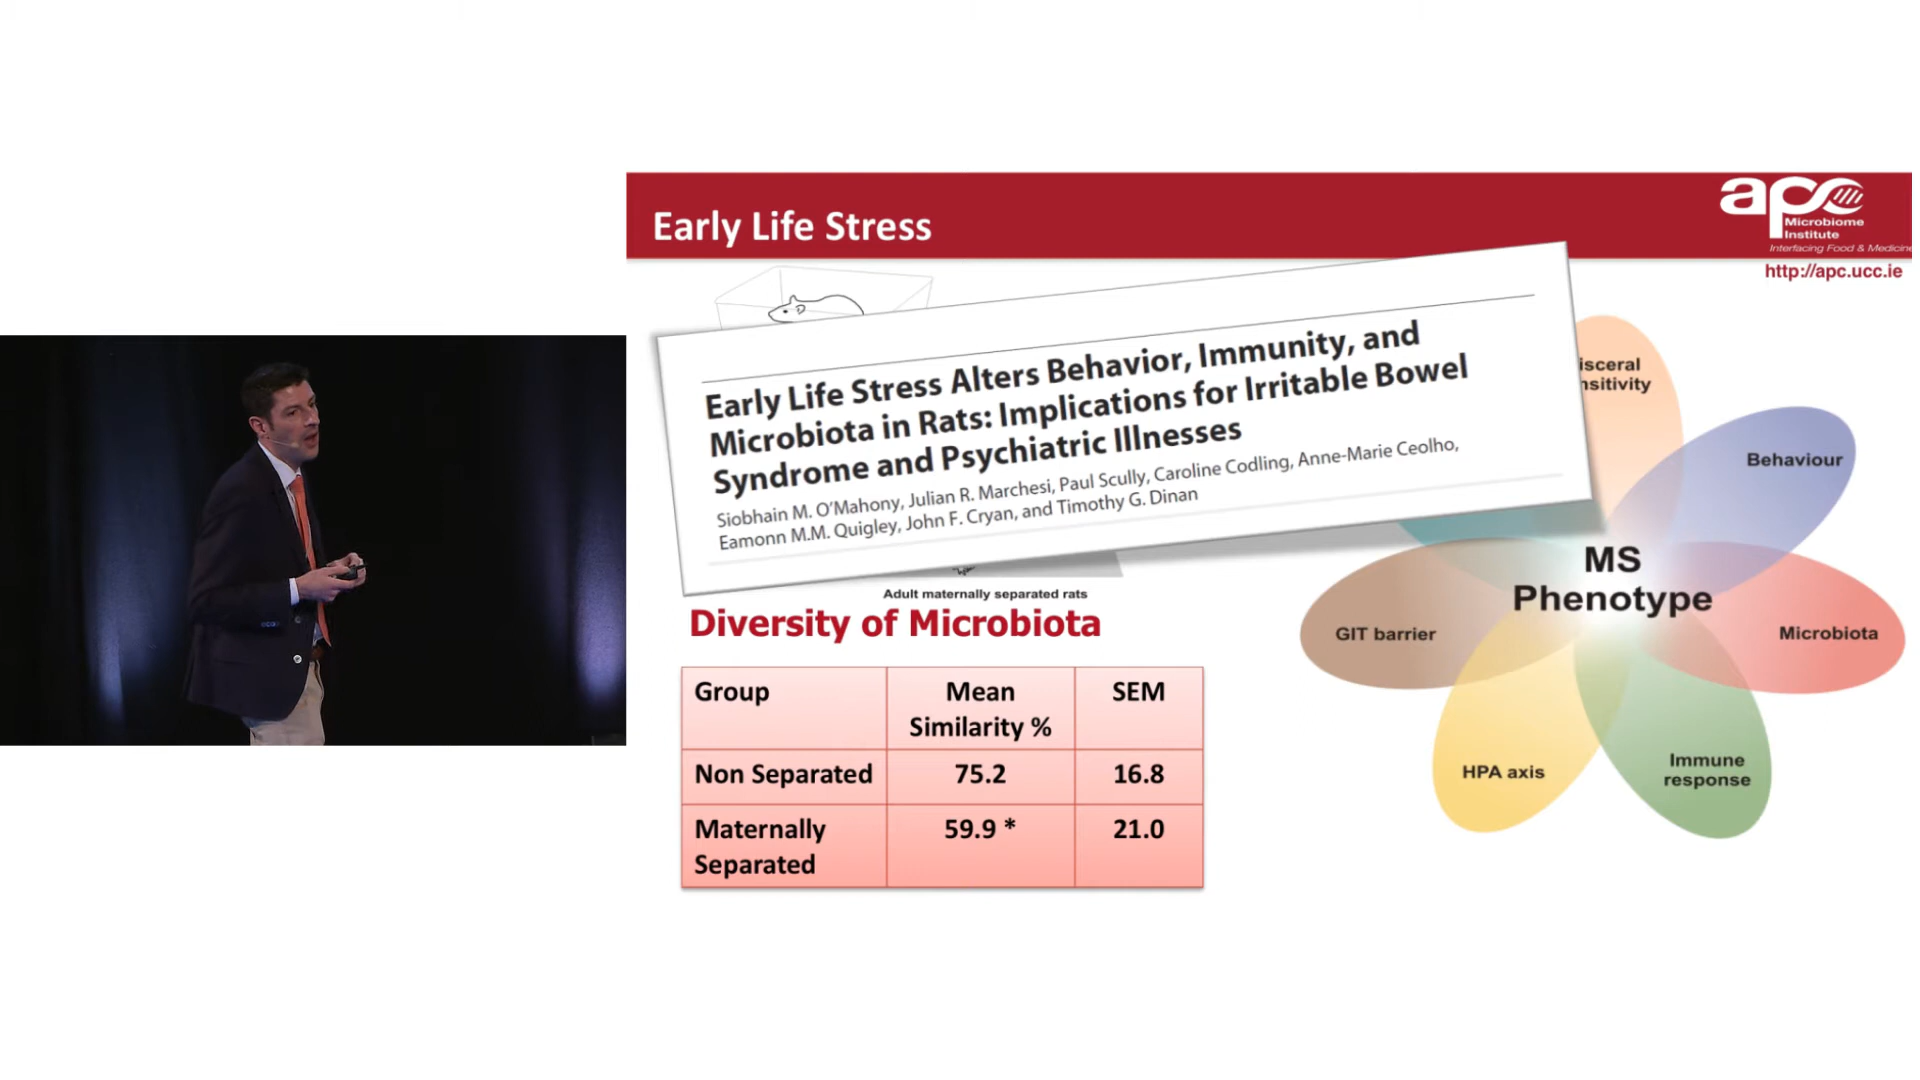 Early Life Stress
apc
Microbiome
Institute
Interfacing Food & Medicine
http://apc.ucc.ie
Early Life Stress Alters Behavior, Immunity, and
Microbiota in Rats: Implications for Irritable Bowel
Syndrome and Psychiatric Illnesses
Siobhain M. O'Mahony, Julian R. Marchesi, Paul Scully, Caroline Codling, Anne-Marie Ceolho,
Eamonn M.M. Quigley, John F. Cryan, and Timothy G. Dinan
Adult maternally separated rats
Diversity of Microbiota
Group Mean Similarity % SEM
Non Separated 75.2 16.8
Maternally Separated 59.9 * 21.0
isceral
nsitivity
Behaviour
MS
Phenotype
GIT barrier
Microbiota
HPA axis
Immune
response